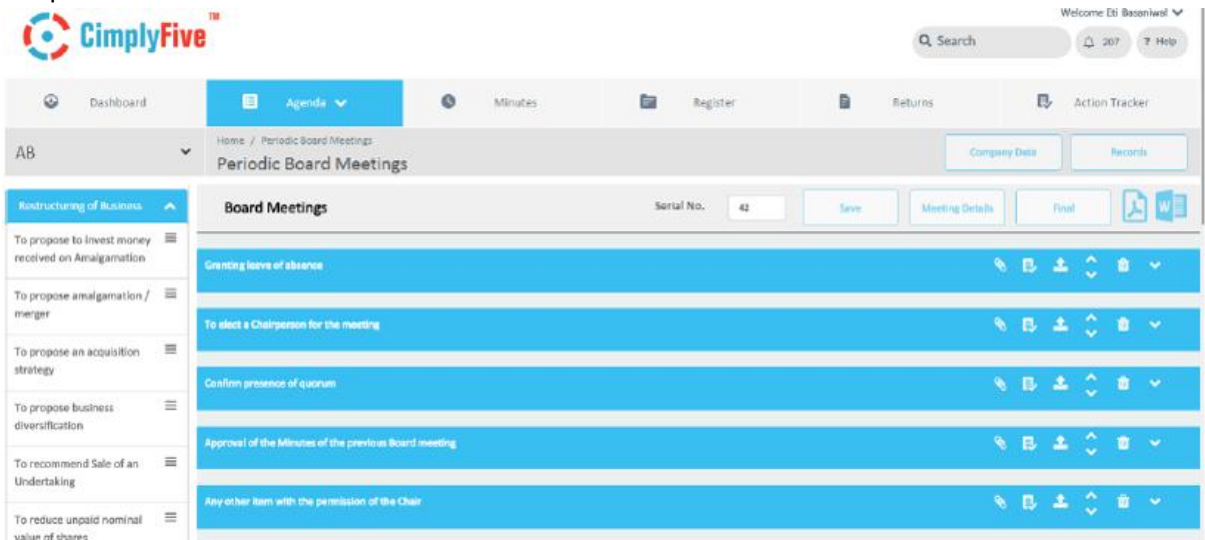 Welcome Eti Basaniwal
CimplyFive™
Search
207
? Help
Dashboard
Agenda
Minutes
Register
Returns
Action Tracker
AB
Home / Periodic Board Meetings
Periodic Board Meetings
Company Data
Records
Restructuring of Business
Board Meetings
Serial No.
42
Save
Meeting Details
Final
W
To propose to invest money
received on Amalgamation
To propose amalgamation /
merger
To propose an acquisition
strategy
To propose business
diversification
To recommend Sale of an
Undertaking
To reduce unpaid nominal
value of shares
Granting leave of absence
To elect a Chairperson for the meeting
Confirm presence of quorum
Approval of the Minutes of the previous Board meeting
Any other item with the permission of the Chair